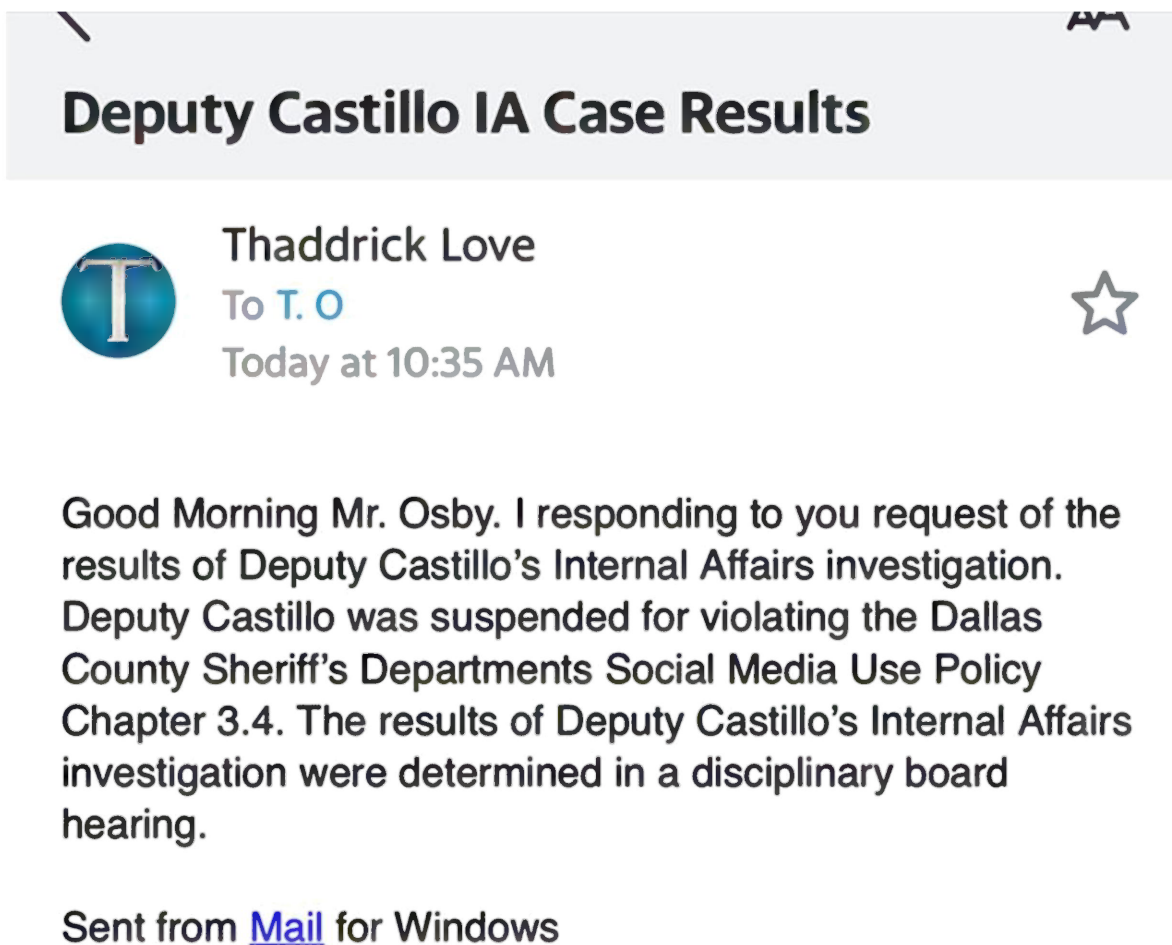 Deputy Castillo IA Case Results
T
Thaddrick Love
To T. O
Today at 10:35 AM
Good Morning Mr. Osby. I responding to you request of the
results of Deputy Castillo’s Internal Affairs investigation.
Deputy Castillo was suspended for violating the Dallas
County Sheriff’s Departments Social Media Use Policy
Chapter 3.4. The results of Deputy Castillo’s Internal Affairs
investigation were determined in a disciplinary board
hearing.
Sent from Mail for Windows